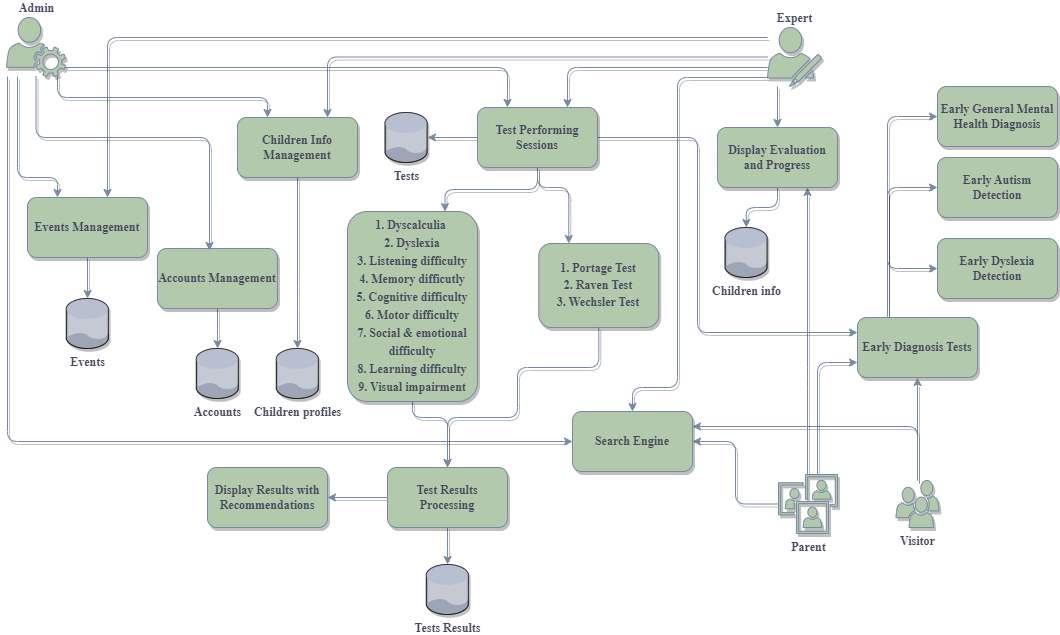 Admin
Expert
Children Info
Management
Tests
Test Performing
Sessions
Display Evaluation
and Progress
Early General Mental
Health Diagnosis
Early Autism
Detection
Early Dyslexia
Detection
Events Management
Accounts Management
1. Dyscalculia
2. Dyslexia
3. Listening difficulty
4. Memory difficutly
5. Cognitive difficulty
6. Motor difficulty
7. Social & emotional
difficulty
8. Learning difficulty
9. Visual impairment
1. Portage Test
2. Raven Test
3. Wechsler Test
Children info
Early Diagnosis Tests
Events
Accounts
Children profiles
Search Engine
Display Results with
Recommendations
Test Results
Processing
Parent
Visitor
Tests Results